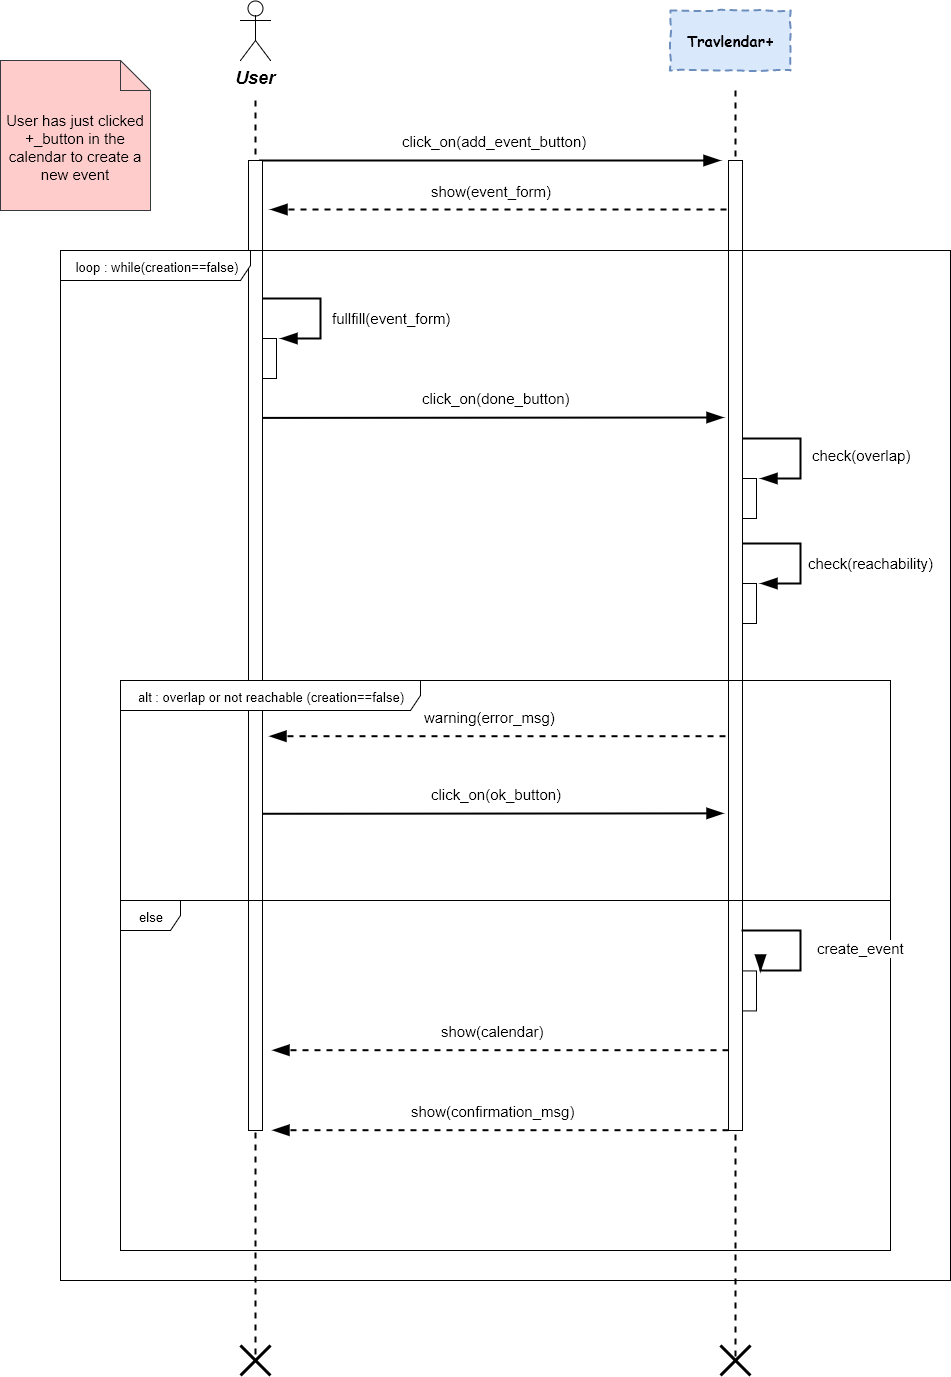 User
Travlendar+
User has just clicked
+_button in the
calendar to create a
new event
click_on(add_event_button)
show(event_form)
loop : while(creation==false)
fullfill(event_form)
click_on(done_button)
check(overlap)
check(reachability)
alt : overlap or not reachable (creation==false)
warning(error_msg)
click_on(ok_button)
else
create_event
show(calendar)
show(confirmation_msg)